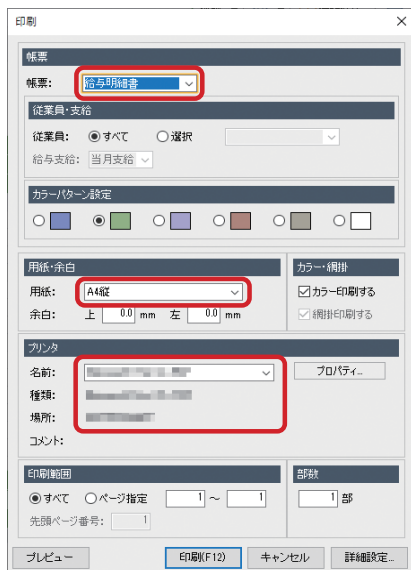 印刷
帳票
帳票: 給与明細書
従業員・支給
従業員: すべて 選択
給与支給: 当月支給
カラーパターン設定
用紙・余白
用紙: A4縦
余白: 上 0.0 mm 左 0.0 mm
カラー・網掛
カラー印刷する
網掛印刷する
プリンタ
名前: プロパティ...
種類:
場所:
コメント:
印刷範囲
すべて ページ指定 1 ~ 1
先頭ページ番号: 1
部数
1 部
プレビュー 印刷(F12) キャンセル 詳細設定...